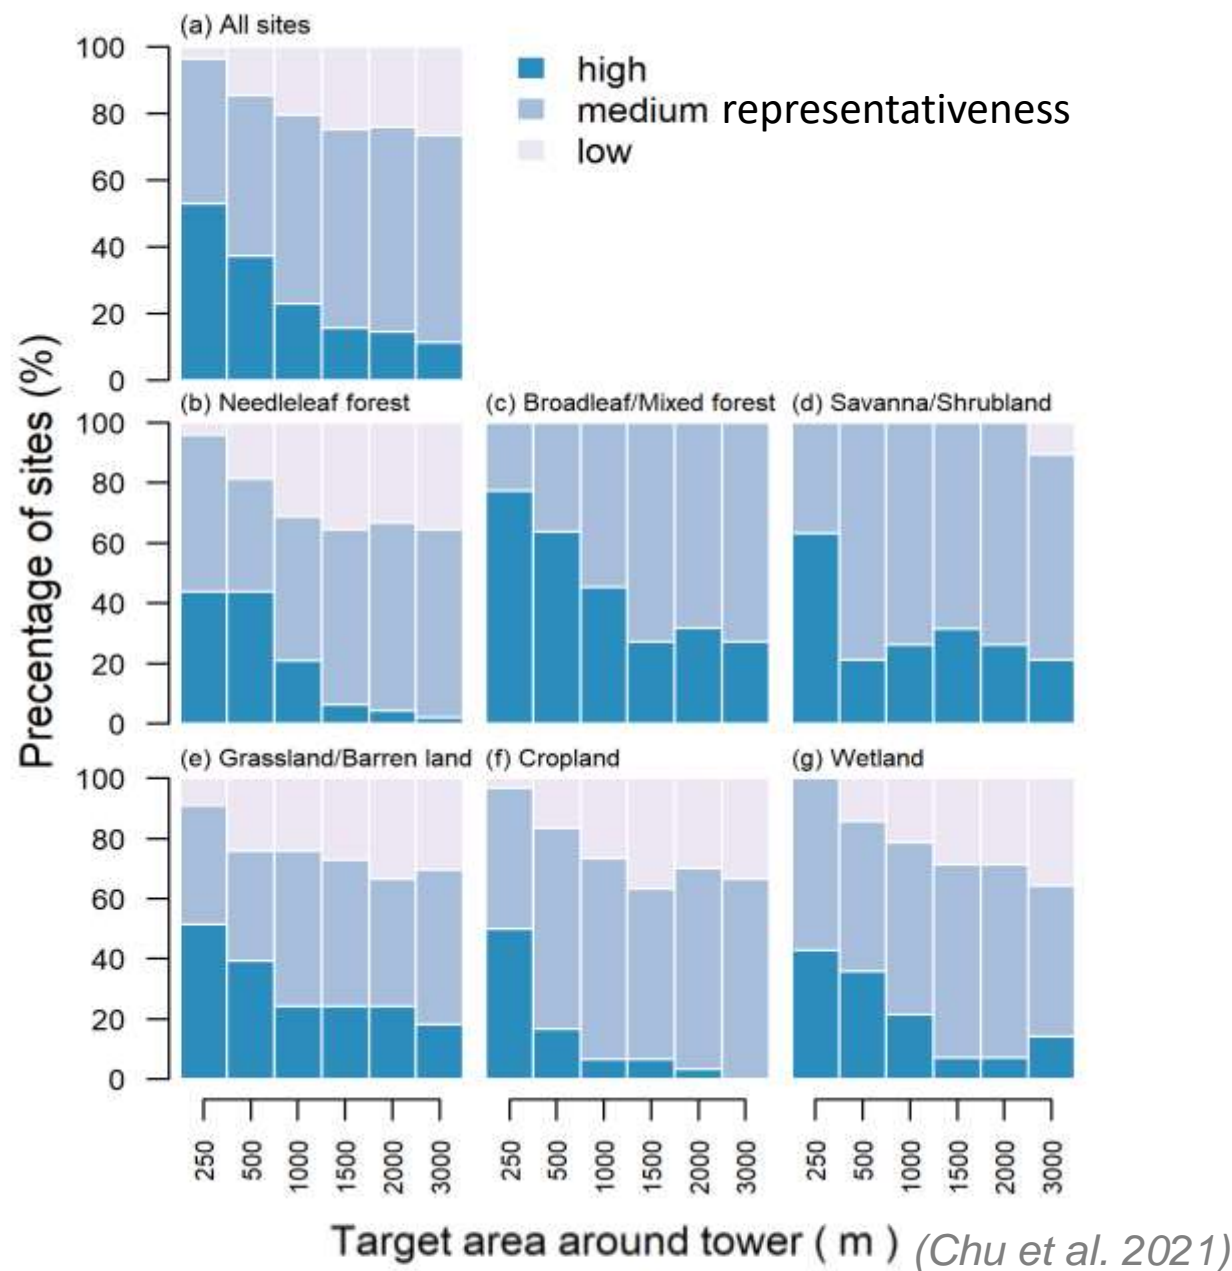 (a) All sites
100
80
60
40
20
0
high
medium representativeness
low
Precentage of sites (%)
(b) Needleleaf forest
100
80
60
40
20
0
(c) Broadleaf/Mixed forest
(d) Savanna/Shrubland
(e) Grassland/Barren land
100
80
60
40
20
0
(f) Cropland
(g) Wetland
250 500 1000 1500 2000 3000
250 500 1000 1500 2000 3000
250 500 1000 1500 2000 3000
Target area around tower ( m )
(Chu et al. 2021)